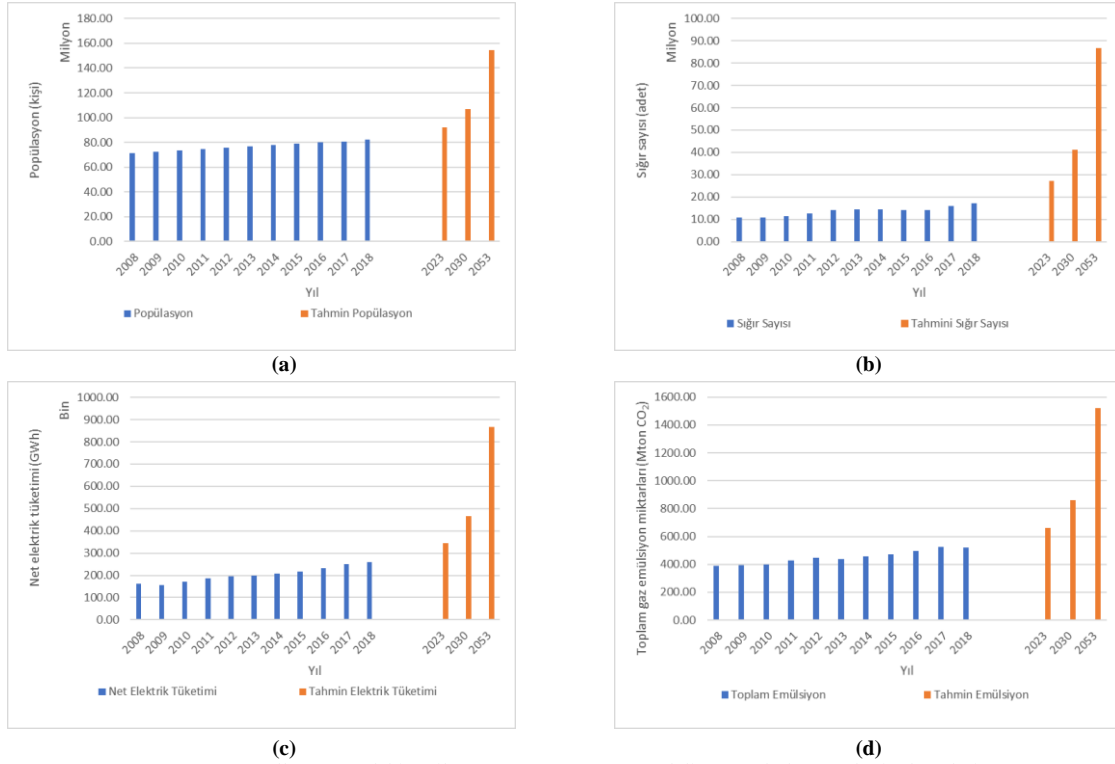 180.00
160.00
140.00
120.00
100.00
80.00
60.00
40.00
20.00
0.00
Milyon
Popülasyon (kişi)
2008 2009 2010 2011 2012 2013 2014 2015 2016 2017 2018 2023 2030 2053
Yıl
Popülasyon Tahmin Popülasyon
(a)
100.00
90.00
80.00
70.00
60.00
50.00
40.00
30.00
20.00
10.00
0.00
Milyon
Sığır sayısı (adet)
2008 2009 2010 2011 2012 2013 2014 2015 2016 2017 2018 2023 2030 2053
Yıl
Sığır Sayısı Tahmini Sığır Sayısı
(b)
1000.00
900.00
800.00
700.00
600.00
500.00
400.00
300.00
200.00
100.00
0.00
Bin
Net elektrik tüketimi (GWh)
2008 2009 2010 2011 2012 2013 2014 2015 2016 2017 2018 2023 2030 2053
Yıl
Net Elektrik Tüketimi Tahmin Elektrik Tüketimi
(c)
1600.00
1400.00
1200.00
1000.00
800.00
600.00
400.00
200.00
0.00
Toplam gaz emülsiyon miktarları (Mton CO₂)
2008 2009 2010 2011 2012 2013 2014 2015 2016 2017 2018 2023 2030 2053
Yıl
Toplam Emülsiyon Tahmin Emülsiyon
(d)